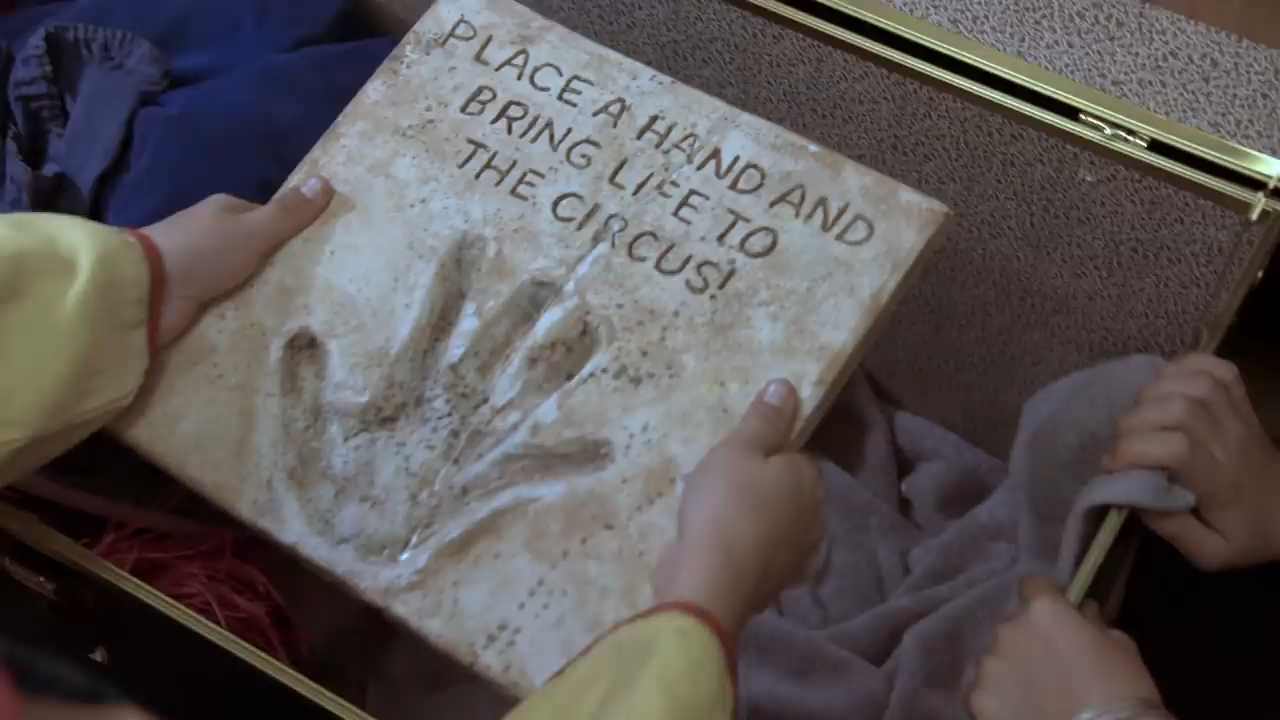 PLACE A HAND AND
BRING LIFE TO
THE CIRCUS!